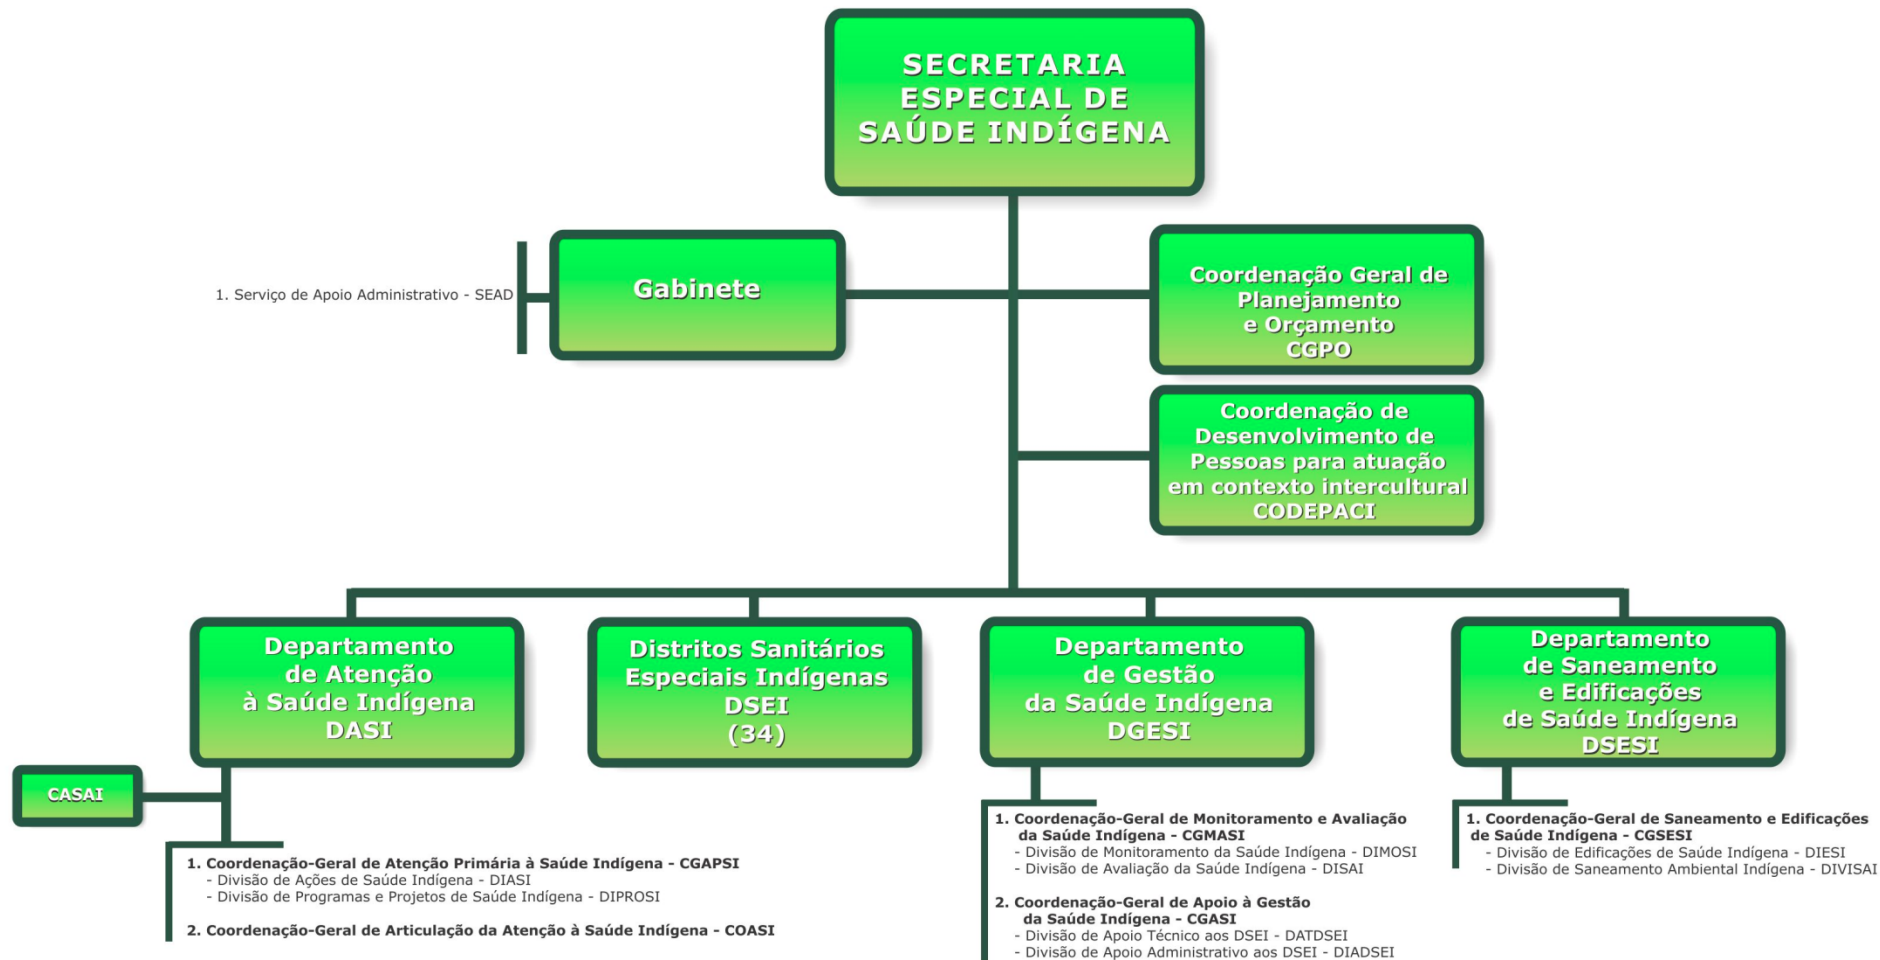 SECRETARIA
ESPECIAL DE
SAÚDE INDÍGENA
1. Serviço de Apoio Administrativo - SEAD
Gabinete
Coordenação Geral de
Planejamento
e Orçamento
CGPO
Coordenação de
Desenvolvimento de
Pessoas para atuação
em contexto intercultural
CODEPACI
Departamento
de Atenção
à Saúde Indígena
DASI
Distritos Sanitários
Especiais Indígenas
DSEI
(34)
Departamento
de Gestão
da Saúde Indígena
DGESI
Departamento
de Saneamento
e Edificações
de Saúde Indígena
DSESI
CASAI
1. Coordenação-Geral de Atenção Primária à Saúde Indígena - CGAPSI
- Divisão de Ações de Saúde Indígena - DIASI
- Divisão de Programas e Projetos de Saúde Indígena - DIPROSI
2. Coordenação-Geral de Articulação da Atenção à Saúde Indígena - COASI
1. Coordenação-Geral de Monitoramento e Avaliação
da Saúde Indígena - CGMASI
- Divisão de Monitoramento da Saúde Indígena - DIMOSI
- Divisão de Avaliação da Saúde Indígena - DISAI
2. Coordenação-Geral de Apoio à Gestão
da Saúde Indígena - CGASI
- Divisão de Apoio Técnico aos DSEI - DATDSEI
- Divisão de Apoio Administrativo aos DSEI - DIADSEI
1. Coordenação-Geral de Saneamento e Edificações
de Saúde Indígena - CGSESI
- Divisão de Edificações de Saúde Indígena - DIESI
- Divisão de Saneamento Ambiental Indígena - DIVISAI